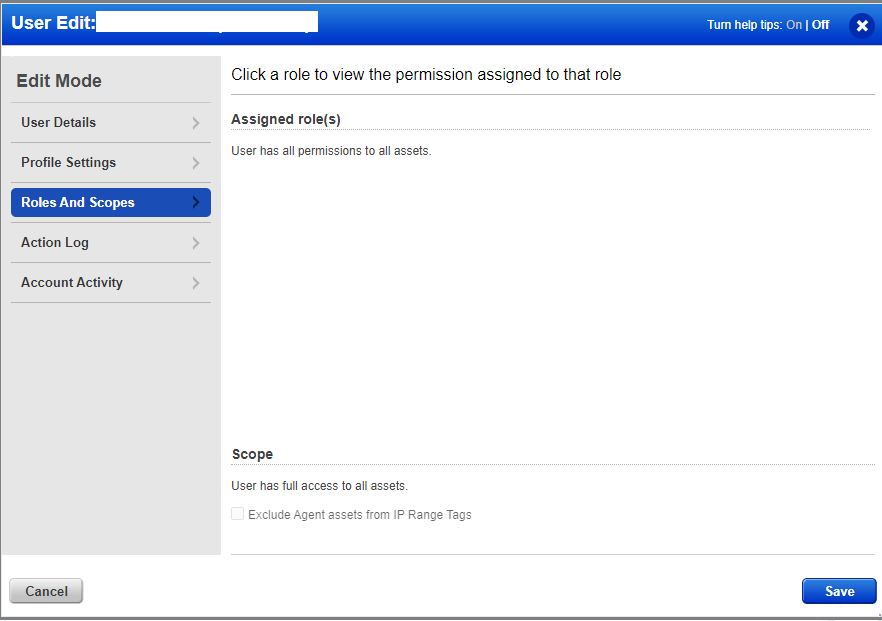 User Edit:
Turn help tips: On | Off
Edit Mode
User Details
Profile Settings
Roles And Scopes
Action Log
Account Activity
Click a role to view the permission assigned to that role
Assigned role(s)
User has all permissions to all assets.
Scope
User has full access to all assets.
Exclude Agent assets from IP Range Tags
Cancel
Save